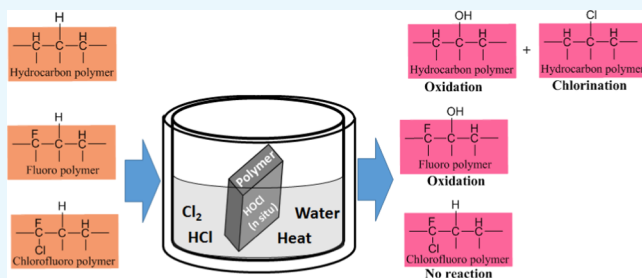 H
H H
—C—C—C—
Hydrocarbon polymer
H
F H
—C—C—C—
Fluoro polymer
H
F H
—C—C—C—
Cl
Chlorofluoro polymer
Polymer
HOCl
(n situ)
Cl2 Water
HCl Heat
OH
H H
—C—C—C—
Hydrocarbon polymer
Oxidation
+
Cl
H H
—C—C—C—
Hydrocarbon polymer
Chlorination
OH
F H
—C—C—C—
Fluoro polymer
Oxidation
H
F H
—C—C—C—
Cl
Chlorofluoro polymer
No reaction